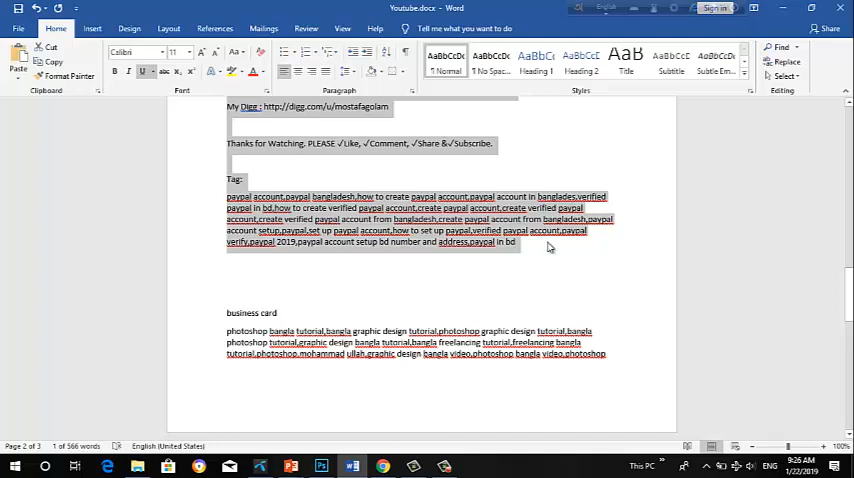 Youtube.docx - Word
English
Sign in
File Home Insert Design Layout References Mailings Review View Help Tell me what you want to do Share
Paste
Cut
Copy
Format Painter
Clipboard
Calibri 11
B I U abc X₂ X²
Font
Paragraph
AaBbCcDc ¶ Normal
AaBbCcDc ¶ No Spac...
AaBbCc Heading 1
AaBbCcE Heading 2
AaB Title
AaBbCcD Subtitle
AaBbCcDt Subtle Em...
Styles
Find
Replace
Select
Editing
My Digg : http://digg.com/u/mostafagolam
Thanks for Watching. PLEASE √Like, √Comment, √Share &√Subscribe.
Tag:
paypal account,paypal bangladesh,how to create paypal account,paypal account in banglades,verified
paypal in bd,how to create verified paypal account,create paypal account,create verified paypal
account,create verified paypal account from bangladesh,create paypal account from bangladesh,paypal
account setup,paypal,set up paypal account,how to set up paypal,verified paypal account,paypal
verify,paypal 2019,paypal account setup bd number and address,paypal in bd
business card
photoshop bangla tutorial,bangla graphic design tutorial,photoshop graphic design tutorial,bangla
photoshop tutorial,graphic design bangla tutorial,bangla freelancing tutorial,freelancing bangla
tutorial,photoshop,mohammad ullah,graphic design bangla video,photoshop bangla video,photoshop
Page 2 of 3 1 of 566 words English (United States) 100%
This PC
ENG
9:26 AM
1/22/2019